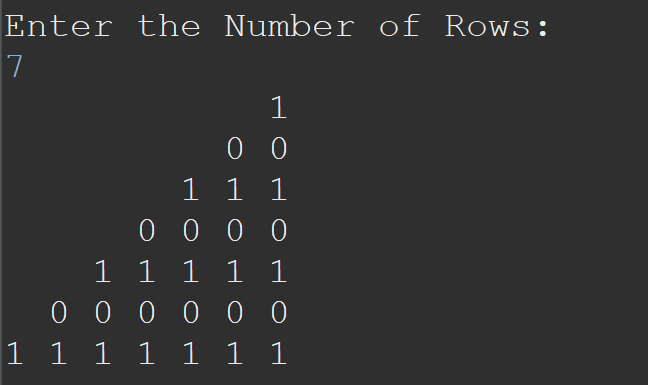 Enter the Number of Rows:
7
            1
          0 0
        1 1 1
      0 0 0 0
    1 1 1 1 1
  0 0 0 0 0 0
1 1 1 1 1 1 1